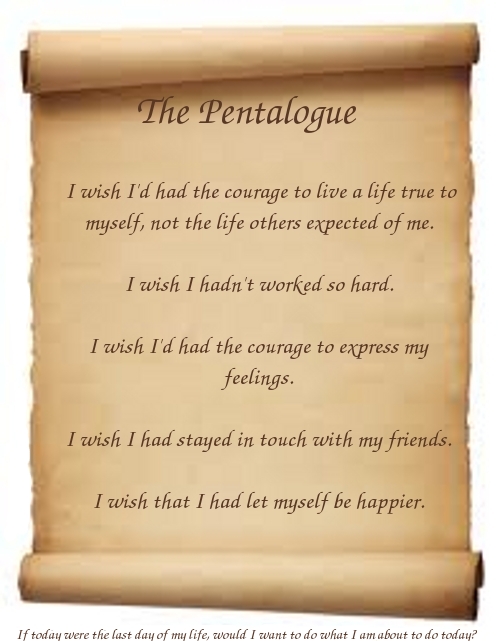 The Pentalogue
I wish I'd had the courage to live a life true to
myself, not the life others expected of me.
I wish I hadn't worked so hard.
I wish I'd had the courage to express my
feelings.
I wish I had stayed in touch with my friends.
I wish that I had let myself be happier.
If today were the last day of my life, would I want to do what I am about to do today?